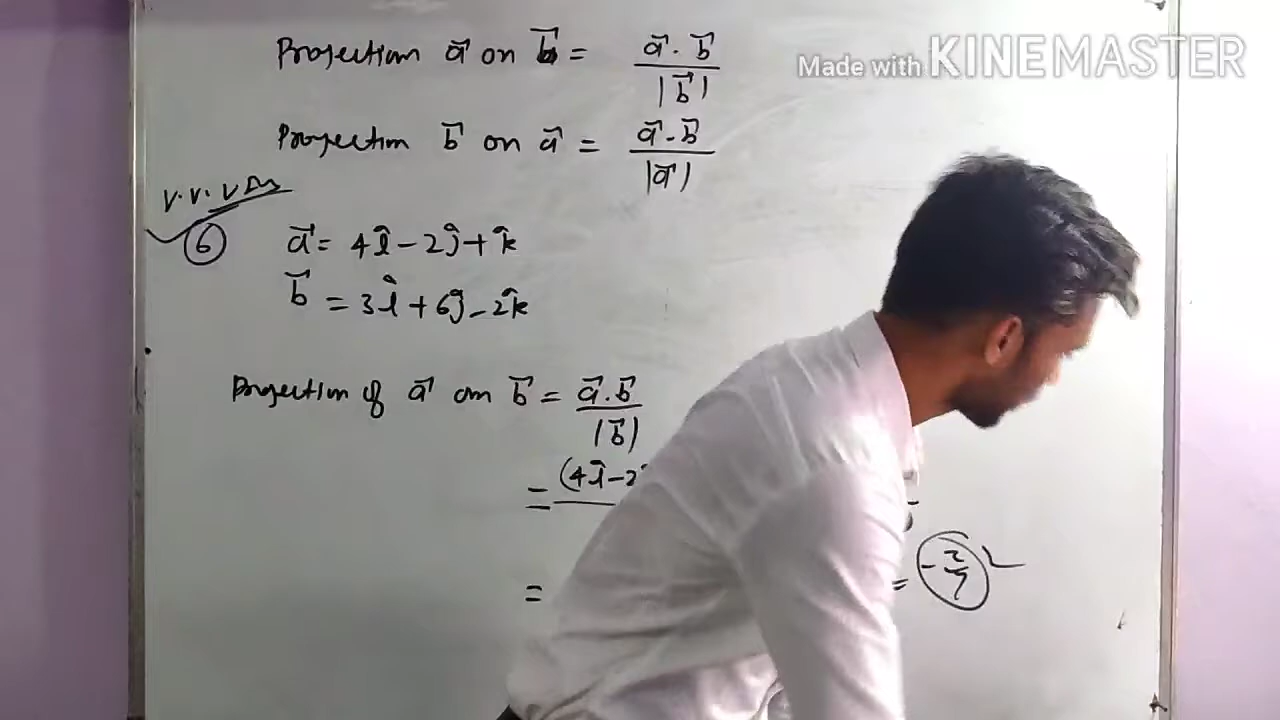 Projection a⃗ on b⃗ = a⃗ . b⃗ / |b⃗|
Made with KINEMASTER
Projection b⃗ on a⃗ = a⃗ . b⃗ / |a⃗|
V.V.V
6 a⃗ = 4î - 2ĵ + k̂
b⃗ = 3î + 6ĵ - 2k̂
Projection of a⃗ on b⃗ = a⃗ . b⃗ / |b⃗|
= (4î - 2
= = - 2/7